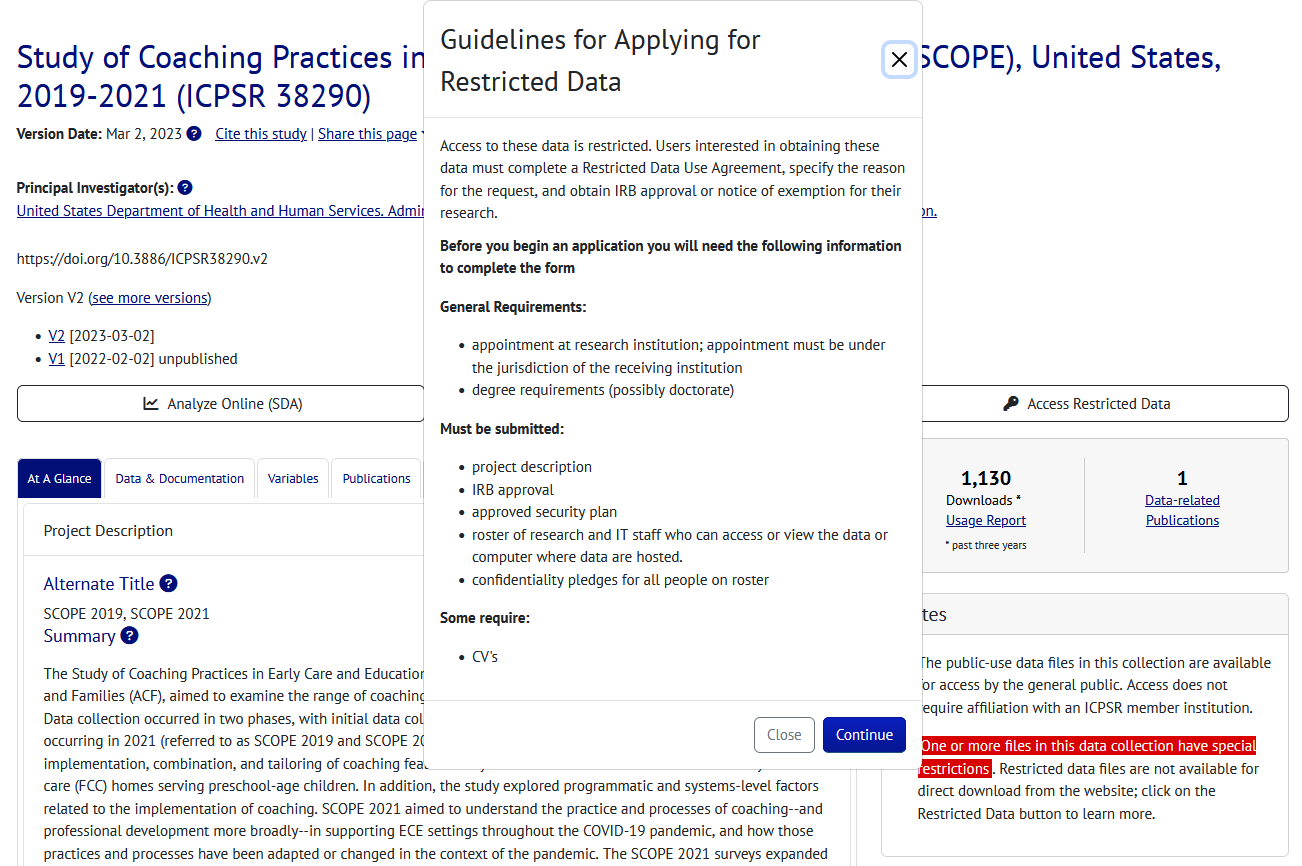 Study of Coaching Practices in
SCOPE), United States,
2019-2021 (ICPSR 38290)
Version Date: Mar 2, 2023 Cite this study | Share this page
Principal Investigator(s):
United States Department of Health and Human Services.
https://doi.org/10.3886/ICPSR38290.v2
Version V2 (see more versions)
• V2 [2023-03-02]
• V1 [2022-02-02] unpublished
Analyze Online (SDA)
Access Restricted Data
At A Glance
Data & Documentation
Variables
Publications
Project Description
Alternate Title
SCOPE 2019, SCOPE 2021
Summary
The Study of Coaching Practices in Early Care and Education
and Families (ACF), aimed to examine the range of coaching
Data collection occurred in two phases, with initial data
occurring in 2021 (referred to as SCOPE 2019 and SCOPE
implementation, combination, and tailoring of coaching
care (FCC) homes serving preschool-age children. In addition, the study explored programmatic and systems-level factors
related to the implementation of coaching. SCOPE 2021 aimed to understand the practice and processes of coaching--and
professional development more broadly--in supporting ECE settings throughout the COVID-19 pandemic, and how those
practices and processes have been adapted or changed in the context of the pandemic. The SCOPE 2021 surveys expanded
Guidelines for Applying for
Restricted Data
Access to these data is restricted. Users interested in obtaining these
data must complete a Restricted Data Use Agreement, specify the reason
for the request, and obtain IRB approval or notice of exemption for their
research.
Before you begin an application you will need the following information
to complete the form
General Requirements:
• appointment at research institution; appointment must be under
the jurisdiction of the receiving institution
• degree requirements (possibly doctorate)
Must be submitted:
• project description
• IRB approval
• approved security plan
• roster of research and IT staff who can access or view the data or
computer where data are hosted.
• confidentiality pledges for all people on roster
Some require:
• CV's
Close
Continue
1,130
Downloads *
Usage Report
* past three years
1
Data-related
Publications
tes
The public-use data files in this collection are available
for access by the general public. Access does not
require affiliation with an ICPSR member institution.
One or more files in this data collection have special
restrictions. Restricted data files are not available for
direct download from the website; click on the
Restricted Data button to learn more.